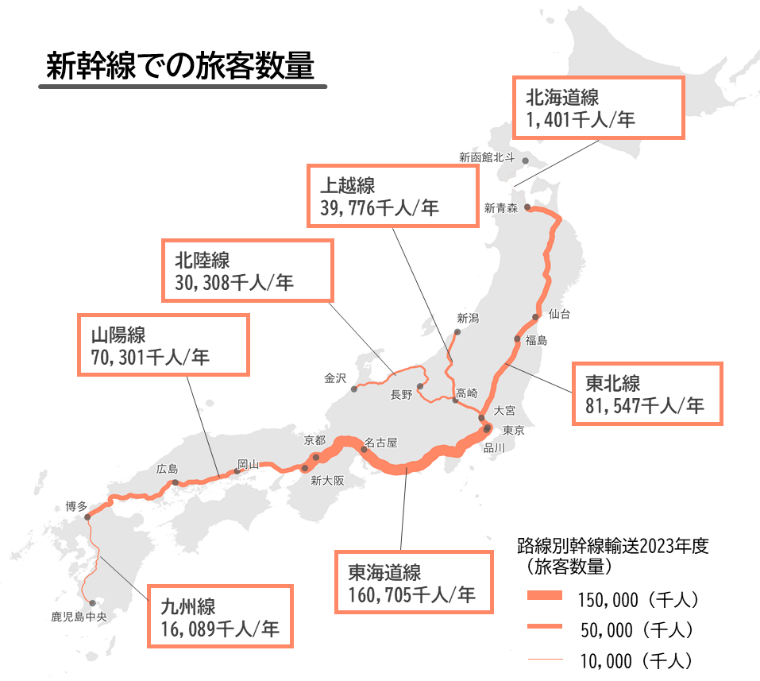 新幹線での旅客数量
北海道線
1,401千人/年
新函館北斗
上越線
39,776千人/年
新青森
北陸線
30,308千人/年
山陽線
70,301千人/年
新潟
仙台
福島
金沢
長野
高崎
東北線
81,547千人/年
大宮
東京
品川
京都
名古屋
広島
岡山
新大阪
博多
東海道線
160,705千人/年
九州線
16,089千人/年
鹿児島中央
路線別幹線輸送2023年度
（旅客数量）
150,000（千人）
50,000（千人）
10,000（千人）